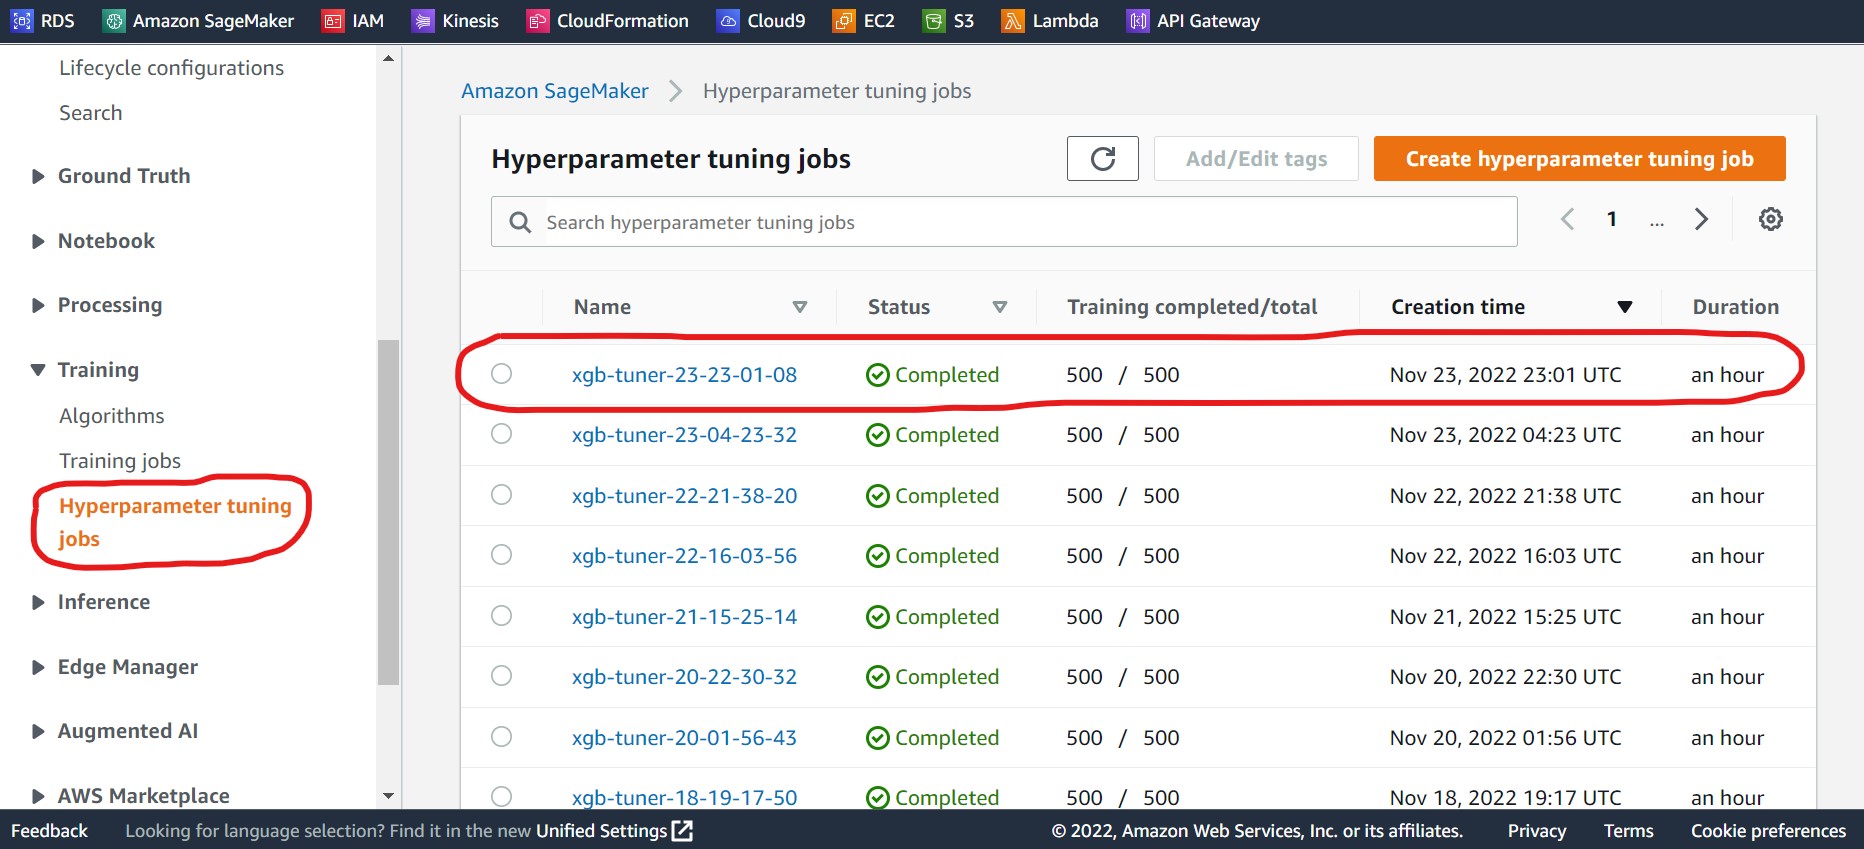 RDS Amazon SageMaker IAM Kinesis CloudFormation Cloud9 EC2 S3 Lambda API Gateway
Lifecycle configurations
Search
Ground Truth
Notebook
Processing
Training
Algorithms
Training jobs
Hyperparameter tuning
jobs
Inference
Edge Manager
Augmented AI
AWS Marketplace
Amazon SageMaker Hyperparameter tuning jobs
Hyperparameter tuning jobs Add/Edit tags Create hyperparameter tuning job
Search hyperparameter tuning jobs 1 ...
Name Status Training completed/total Creation time Duration
xgb-tuner-23-23-01-08 Completed 500 / 500 Nov 23, 2022 23:01 UTC an hour
xgb-tuner-23-04-23-32 Completed 500 / 500 Nov 23, 2022 04:23 UTC an hour
xgb-tuner-22-21-38-20 Completed 500 / 500 Nov 22, 2022 21:38 UTC an hour
xgb-tuner-22-16-03-56 Completed 500 / 500 Nov 22, 2022 16:03 UTC an hour
xgb-tuner-21-15-25-14 Completed 500 / 500 Nov 21, 2022 15:25 UTC an hour
xgb-tuner-20-22-30-32 Completed 500 / 500 Nov 20, 2022 22:30 UTC an hour
xgb-tuner-20-01-56-43 Completed 500 / 500 Nov 20, 2022 01:56 UTC an hour
xgb-tuner-18-19-17-50 Completed 500 / 500 Nov 18, 2022 19:17 UTC an hour
Feedback Looking for language selection? Find it in the new Unified Settings © 2022, Amazon Web Services, Inc. or its affiliates. Privacy Terms Cookie preferences